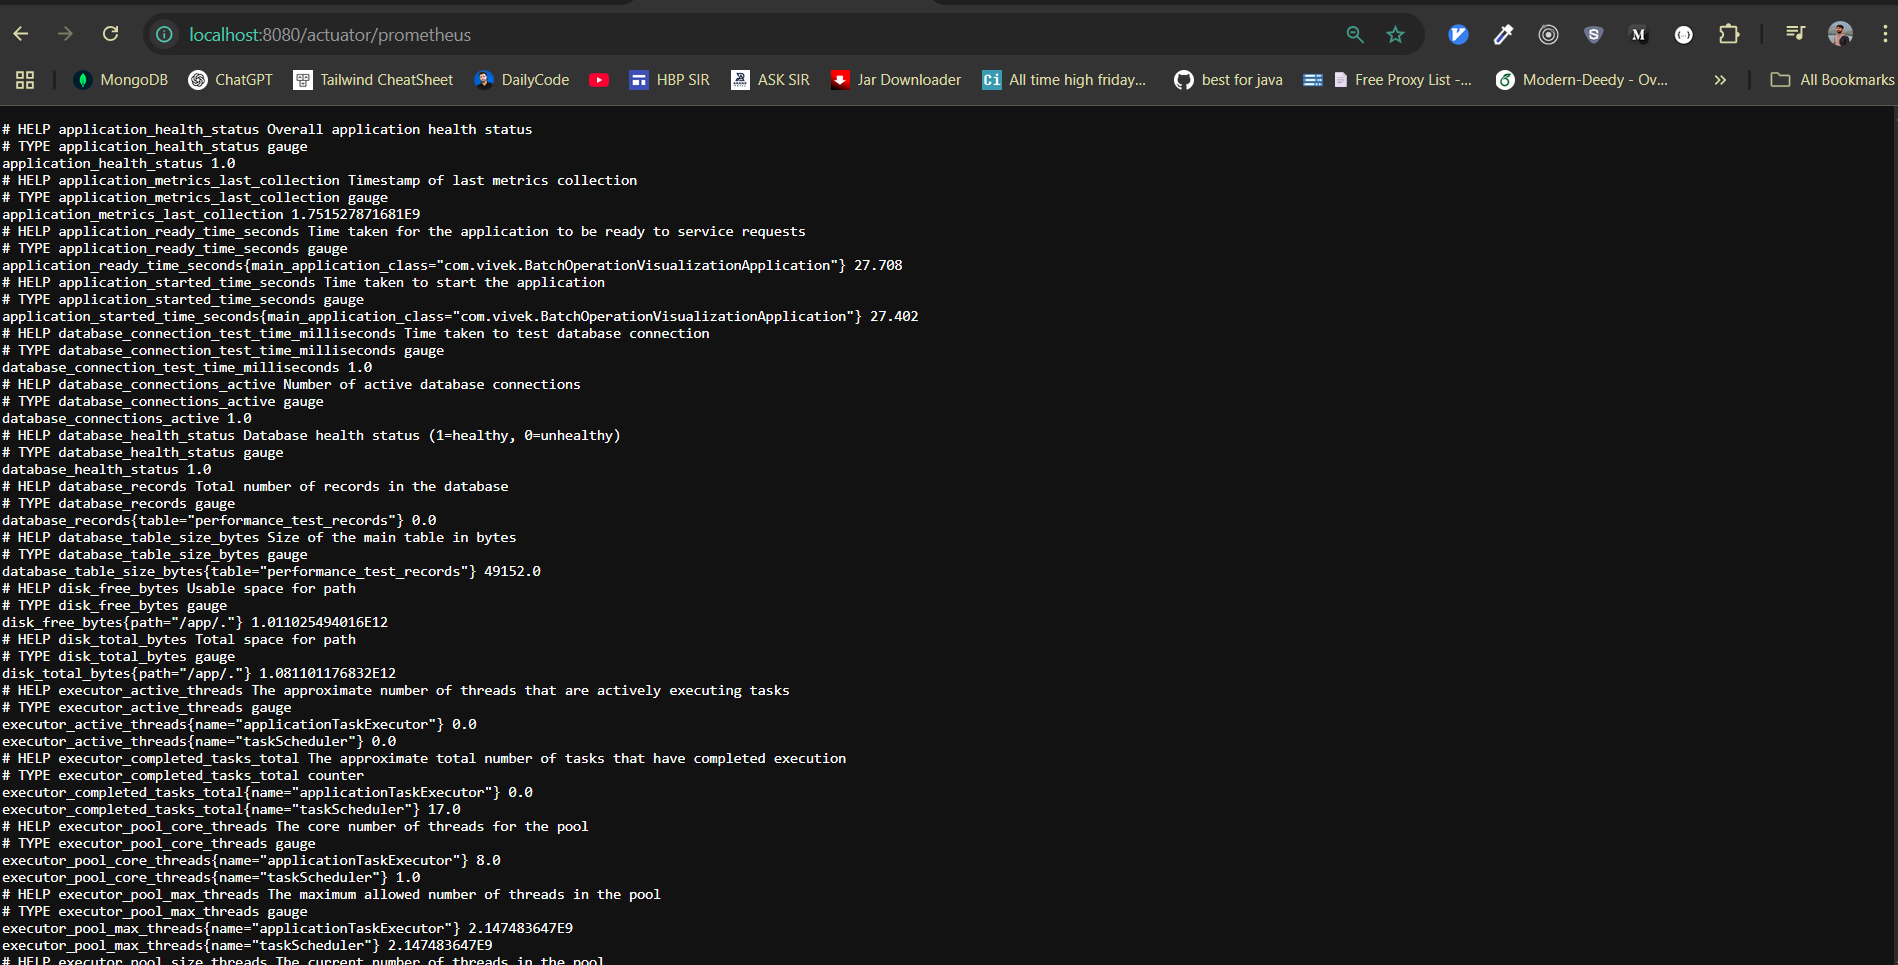 localhost:8080/actuator/prometheus
MongoDB
ChatGPT
Tailwind CheatSheet
DailyCode
HBP SIR
ASK SIR
Jar Downloader
Ci
All time high friday...
best for java
Free Proxy List -...
Modern-Deedy - Ov...
All Bookmarks
# HELP application_health_status Overall application health status
# TYPE application_health_status gauge
application_health_status 1.0
# HELP application_metrics_last_collection Timestamp of last metrics collection
# TYPE application_metrics_last_collection gauge
application_metrics_last_collection 1.751527871681E9
# HELP application_ready_time_seconds Time taken for the application to be ready to service requests
# TYPE application_ready_time_seconds gauge
application_ready_time_seconds{main_application_class="com.vivek.BatchOperationVisualizationApplication"} 27.708
# HELP application_started_time_seconds Time taken to start the application
# TYPE application_started_time_seconds gauge
application_started_time_seconds{main_application_class="com.vivek.BatchOperationVisualizationApplication"} 27.402
# HELP database_connection_test_time_milliseconds Time taken to test database connection
# TYPE database_connection_test_time_milliseconds gauge
database_connection_test_time_milliseconds 1.0
# HELP database_connections_active Number of active database connections
# TYPE database_connections_active gauge
database_connections_active 1.0
# HELP database_health_status Database health status (1=healthy, 0=unhealthy)
# TYPE database_health_status gauge
database_health_status 1.0
# HELP database_records Total number of records in the database
# TYPE database_records gauge
database_records{table="performance_test_records"} 0.0
# HELP database_table_size_bytes Size of the main table in bytes
# TYPE database_table_size_bytes gauge
database_table_size_bytes{table="performance_test_records"} 49152.0
# HELP disk_free_bytes Usable space for path
# TYPE disk_free_bytes gauge
disk_free_bytes{path="/app/."} 1.011025494016E12
# HELP disk_total_bytes Total space for path
# TYPE disk_total_bytes gauge
disk_total_bytes{path="/app/."} 1.081101176832E12
# HELP executor_active_threads The approximate number of threads that are actively executing tasks
# TYPE executor_active_threads gauge
executor_active_threads{name="applicationTaskExecutor"} 0.0
executor_active_threads{name="taskScheduler"} 0.0
# HELP executor_completed_tasks_total The approximate total number of tasks that have completed execution
# TYPE executor_completed_tasks_total counter
executor_completed_tasks_total{name="applicationTaskExecutor"} 0.0
executor_completed_tasks_total{name="taskScheduler"} 17.0
# HELP executor_pool_core_threads The core number of threads for the pool
# TYPE executor_pool_core_threads gauge
executor_pool_core_threads{name="applicationTaskExecutor"} 8.0
executor_pool_core_threads{name="taskScheduler"} 1.0
# HELP executor_pool_max_threads The maximum allowed number of threads in the pool
# TYPE executor_pool_max_threads gauge
executor_pool_max_threads{name="applicationTaskExecutor"} 2.147483647E9
executor_pool_max_threads{name="taskScheduler"} 2.147483647E9
# HELP executor_pool_size_threads The current number of threads in the pool